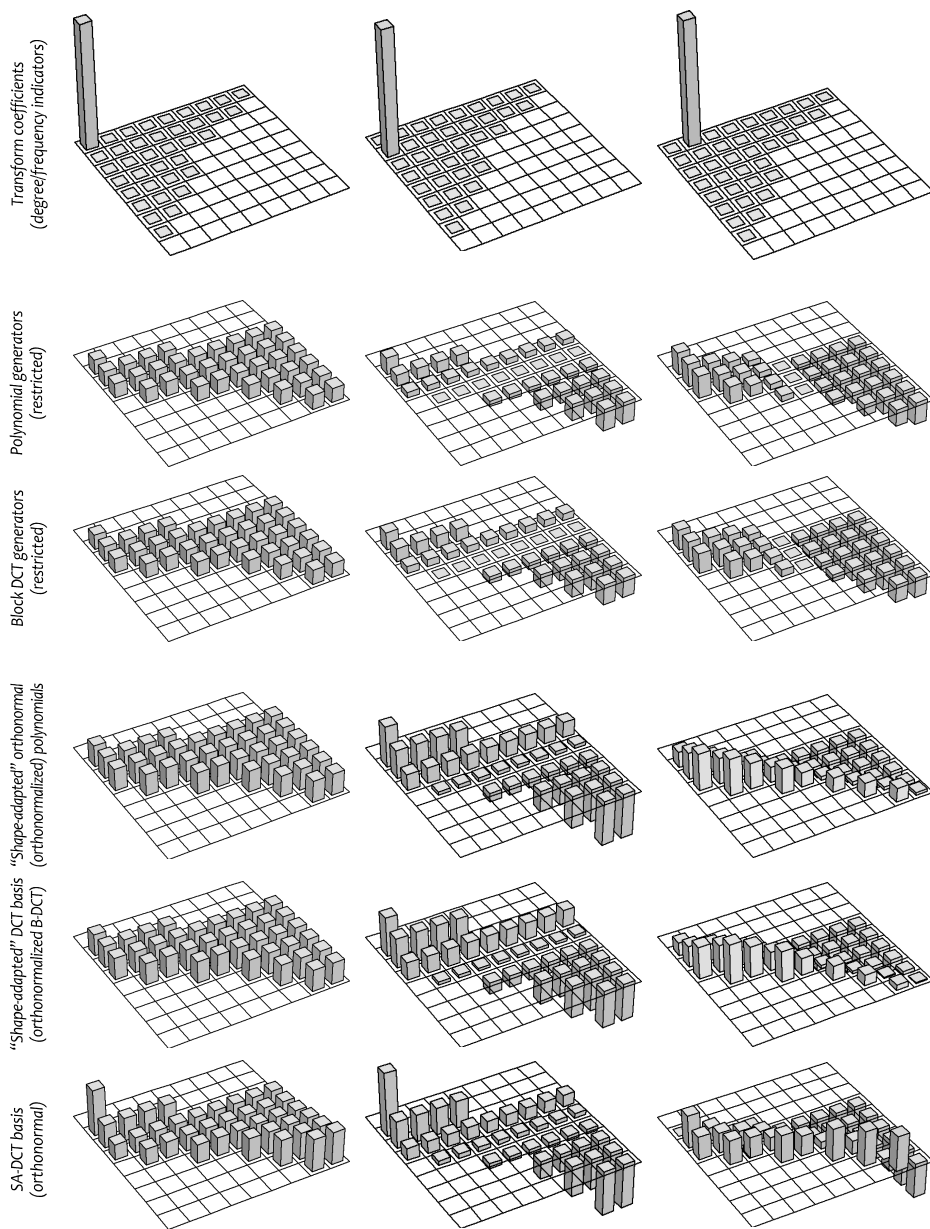 Transform coefficients
(degree/frequency indicators)
Polynomial generators
(restricted)
Block DCT generators
(restricted)
“Shape-adapted” orthonormal
(orthonormalized) polynomials
“Shape-adapted” DCT basis
(orthonormalized B-DCT)
SA-DCT basis
(orthonormal)